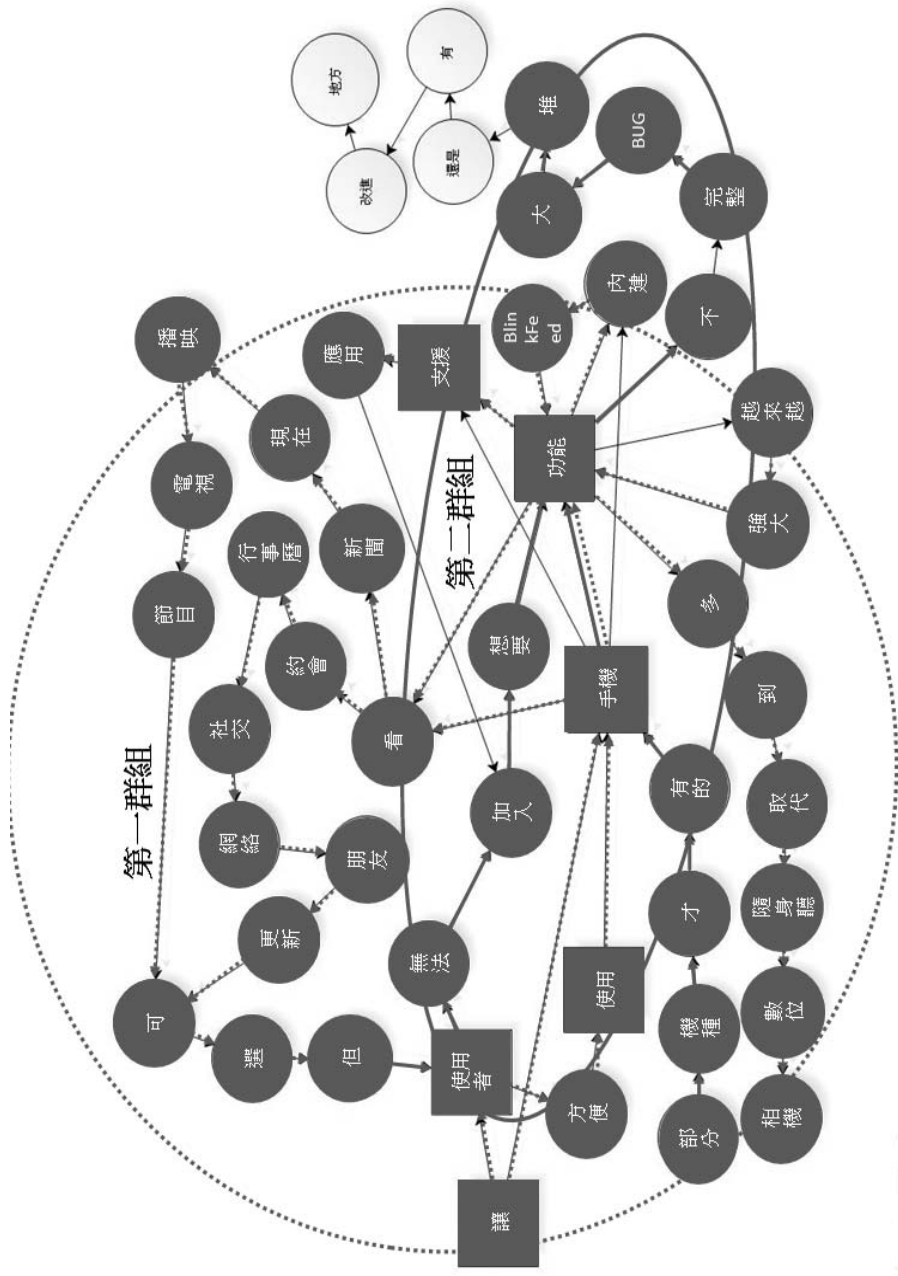 地方
有
改進
還是
堆
BUG
大
完整
播映
應用
支援
Blin
kFe
ed
內建
不
現在
電視
功能
越來越
第二群組
行事曆
新聞
強大
節目
約會
想要
多
手機
到
社交
看
第一群組
網絡
朋友
加入
有的
取代
更新
無法
才
隨身聽
可
選
但
使用者
使用
機種
數位
方便
部分
相機
讓